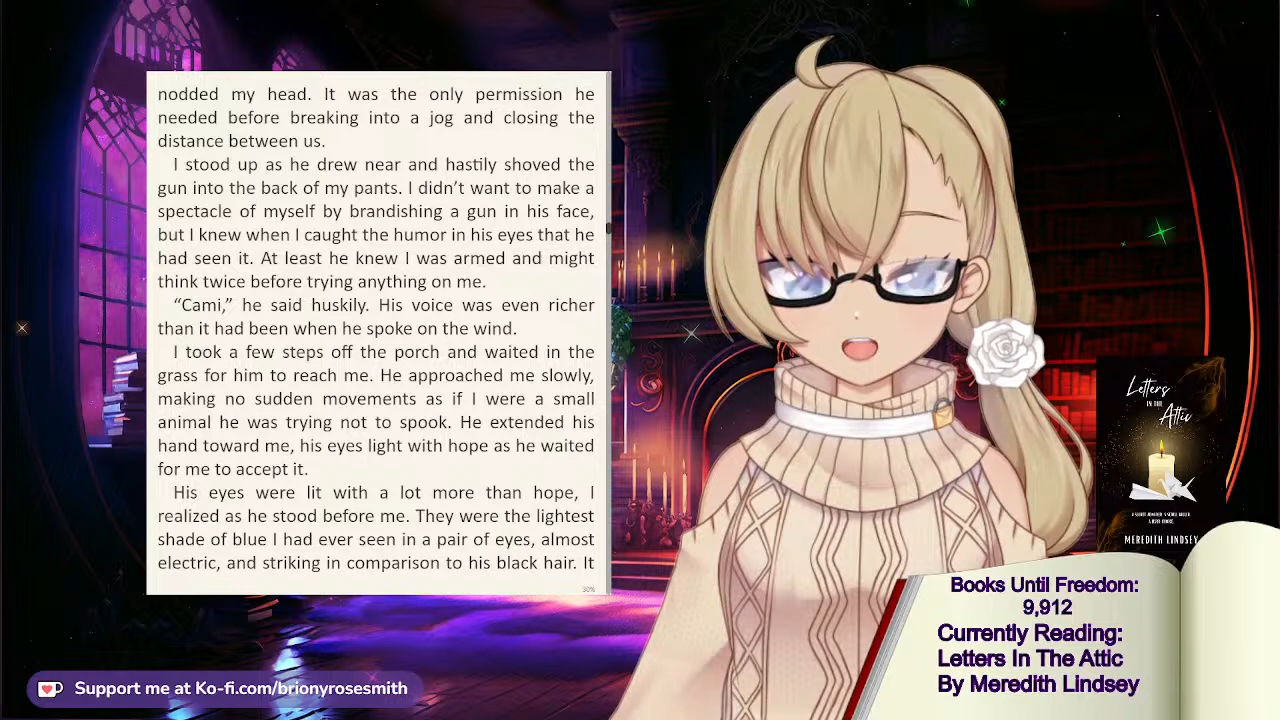 nodded my head. It was the only permission he
needed before breaking into a jog and closing the
distance between us.
I stood up as he drew near and hastily shoved the
gun into the back of my pants. I didn’t want to make a
spectacle of myself by brandishing a gun in his face,
but I knew when I caught the humor in his eyes that he
had seen it. At least he knew I was armed and might
think twice before trying anything on me.
“Cami,” he said huskily. His voice was even richer
than it had been when he spoke on the wind.
I took a few steps off the porch and waited in the
grass for him to reach me. He approached me slowly,
making no sudden movements as if I were a small
animal he was trying not to spook. He extended his
hand toward me, his eyes light with hope as he waited
for me to accept it.
His eyes were lit with a lot more than hope, I
realized as he stood before me. They were the lightest
shade of blue I had ever seen in a pair of eyes, almost
electric, and striking in comparison to his black hair. It
30%
Letters
IN THE
Attic
MEREDITH LINDSEY
Books Until Freedom:
9,912
Currently Reading:
Letters In The Attic
By Meredith Lindsey
Support me at Ko-fi.com/brionyrosesmith